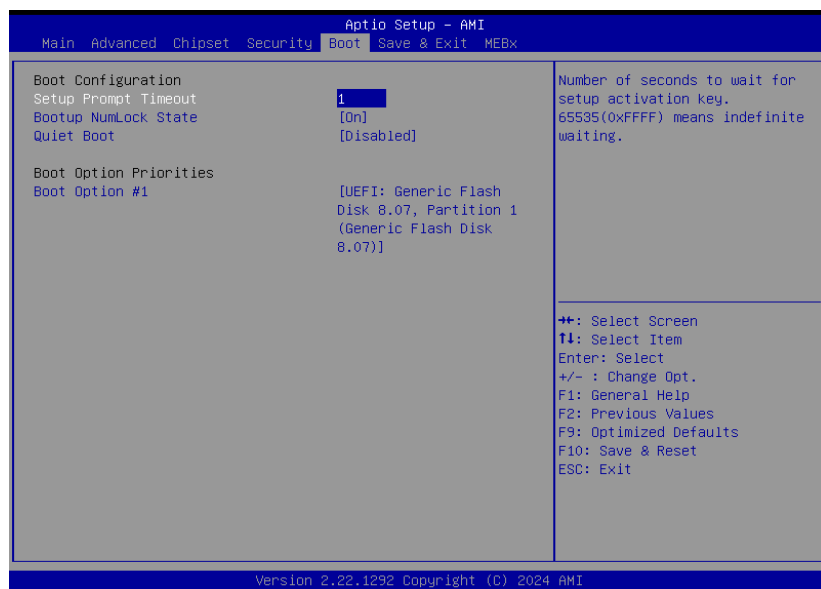 Aptio Setup - AMI
Main Advanced Chipset Security Boot Save & Exit MEBx
Boot Configuration
Setup Prompt Timeout 1
Bootup NumLock State [On]
Quiet Boot [Disabled]
Boot Option Priorities
Boot Option #1 [UEFI: Generic Flash
Disk 8.07, Partition 1
(Generic Flash Disk
8.07)]
Number of seconds to wait for
setup activation key.
65535(0xFFFF) means indefinite
waiting.
→←: Select Screen
↑↓: Select Item
Enter: Select
+/- : Change Opt.
F1: General Help
F2: Previous Values
F9: Optimized Defaults
F10: Save & Reset
ESC: Exit
Version 2.22.1292 Copyright (C) 2024 AMI